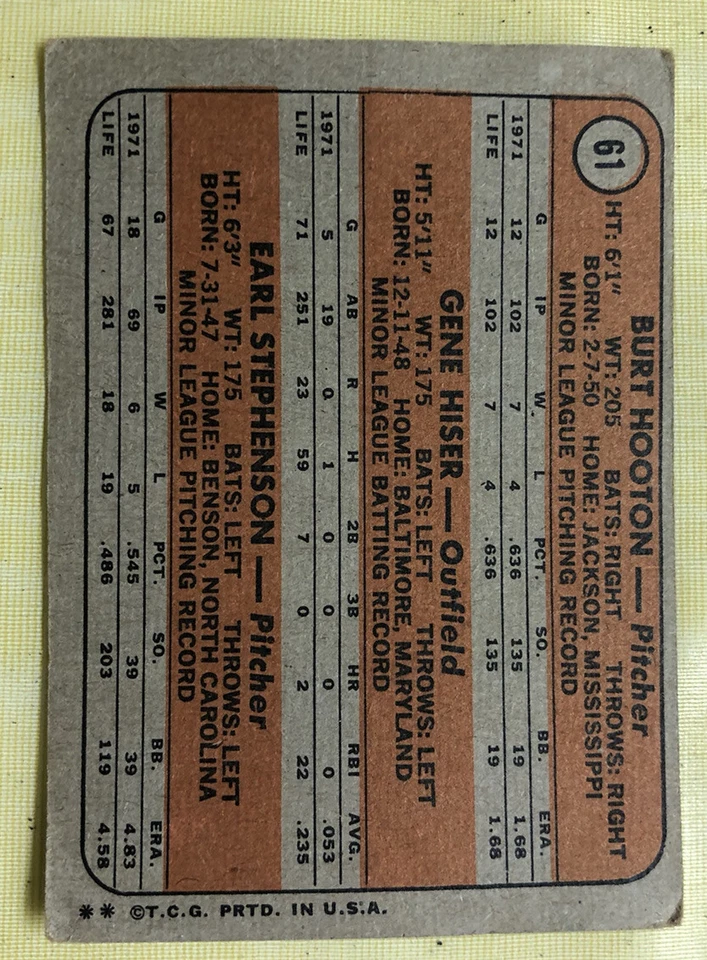 61
BURT HOOTON — Pitcher
HT: 6'1" WT: 205 BATS: RIGHT THROWS: RIGHT
BORN: 2-7-50 HOME: JACKSON, MISSISSIPPI
MINOR LEAGUE PITCHING RECORD
G IP W. L PCT. SO. BB. ERA.
1971 12 102 7 4 .636 135 19 1.68
LIFE 12 102 7 4 .636 135 19 1.68
GENE HISER — Outfield
HT: 5'11" WT: 175 BATS: LEFT THROWS: LEFT
BORN: 12-11-48 HOME: BALTIMORE, MARYLAND
MINOR LEAGUE BATTING RECORD
G AB R H 2B 3B HR RBI AVG.
1971 5 19 0 1 0 0 0 0 .053
LIFE 71 251 23 59 7 0 2 22 .235
EARL STEPHENSON — Pitcher
HT: 6'3" WT: 175 BATS: LEFT THROWS: LEFT
BORN: 7-31-47 HOME: BENSON, NORTH CAROLINA
MINOR LEAGUE PITCHING RECORD
G IP W L PCT. SO. BB. ERA.
1971 18 69 6 5 .545 39 39 4.83
LIFE 67 281 18 19 .486 203 119 4.58
** ©T.C.G. PRTD. IN U.S.A.